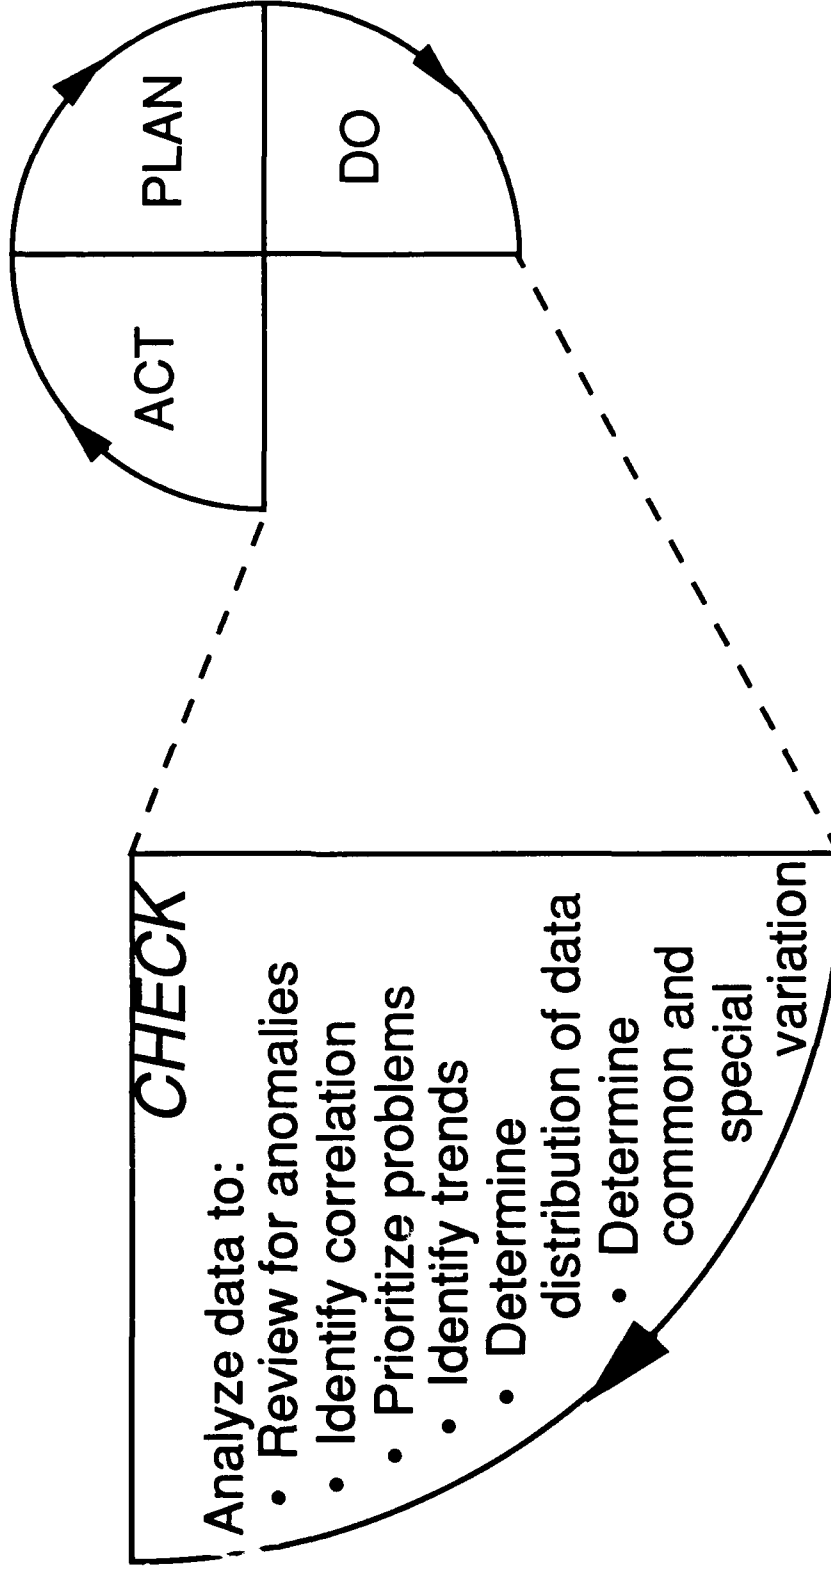 CHECK
Analyze data to:
• Review for anomalies
• Identify correlation
• Prioritize problems
• Identify trends
• Determine
distribution of data
• Determine
common and
special
variation
ACT
PLAN
DO